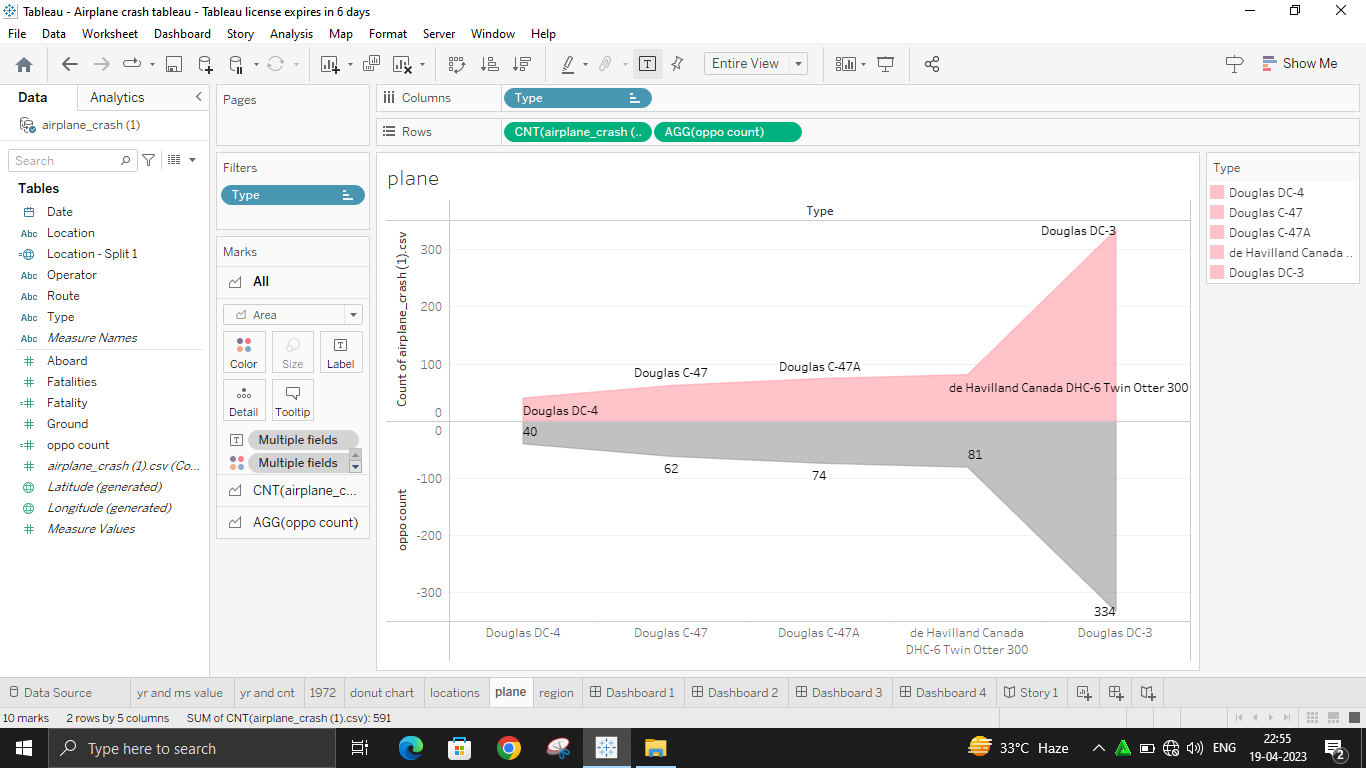 Tableau - Airplane crash tableau - Tableau license expires in 6 days
File Data Worksheet Dashboard Story Analysis Map Format Server Window Help
Entire View
Show Me
Data Analytics
airplane_crash (1)
Search
Tables
Date
Abc Location
Location - Split 1
Abc Operator
Abc Route
Abc Type
Abc Measure Names
Aboard
Fatalities
Fatality
Ground
oppo count
airplane_crash (1).csv (Co...
Latitude (generated)
Longitude (generated)
Measure Values
Pages
Filters
Type
Marks
All
Area
Color Size Label
Detail Tooltip
Multiple fields
Multiple fields
CNT(airplane_c...
AGG(oppo count)
Columns Type
Rows CNT(airplane_crash (.. AGG(oppo count)
plane
Type
Count of airplane_crash (1).csv
300
200
100
0
Douglas DC-3
Douglas C-47
Douglas C-47A
de Havilland Canada DHC-6 Twin Otter 300
Douglas DC-4
oppo count
0
-100
-200
-300
40
62
74
81
334
Douglas DC-4
Douglas C-47
Douglas C-47A
de Havilland Canada
DHC-6 Twin Otter 300
Douglas DC-3
Type
Douglas DC-4
Douglas C-47
Douglas C-47A
de Havilland Canada ..
Douglas DC-3
Data Source yr and ms value yr and cnt 1972 donut chart locations plane region Dashboard 1 Dashboard 2 Dashboard 3 Dashboard 4 Story 1
10 marks 2 rows by 5 columns SUM of CNT(airplane_crash (1).csv): 591
Type here to search
33°C Haze
ENG
22:55
19-04-2023
2